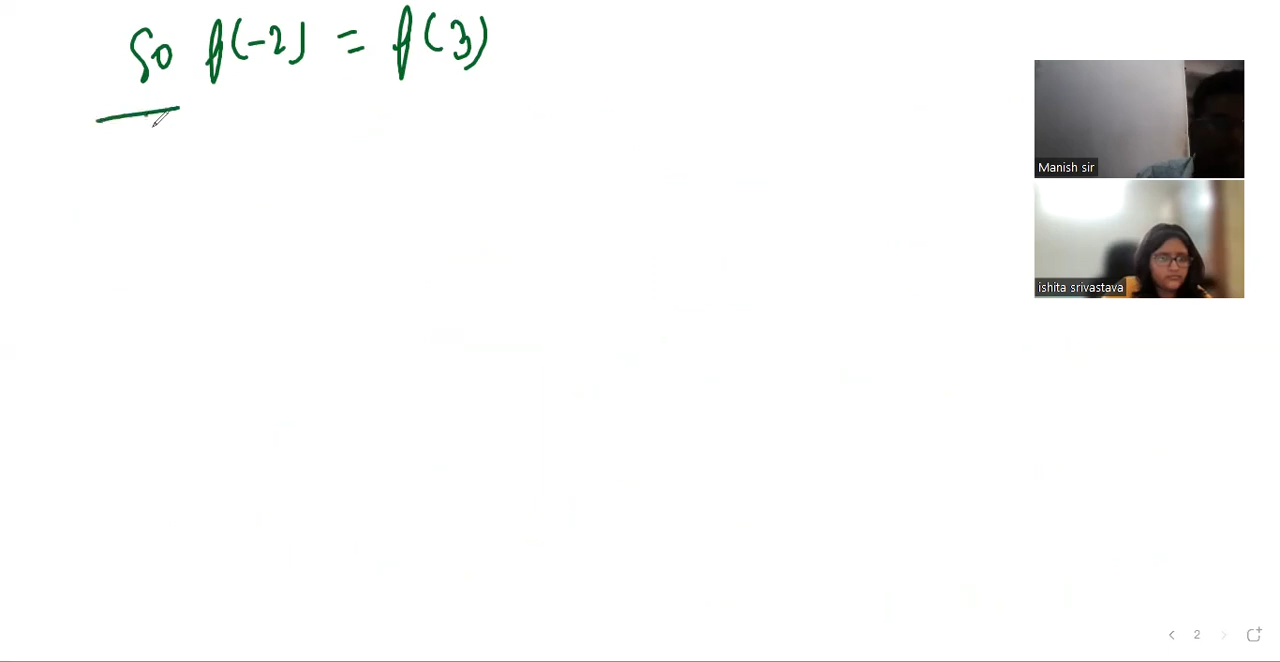 So f(-2) = f(3)
Manish sir
ishita srivastava
2